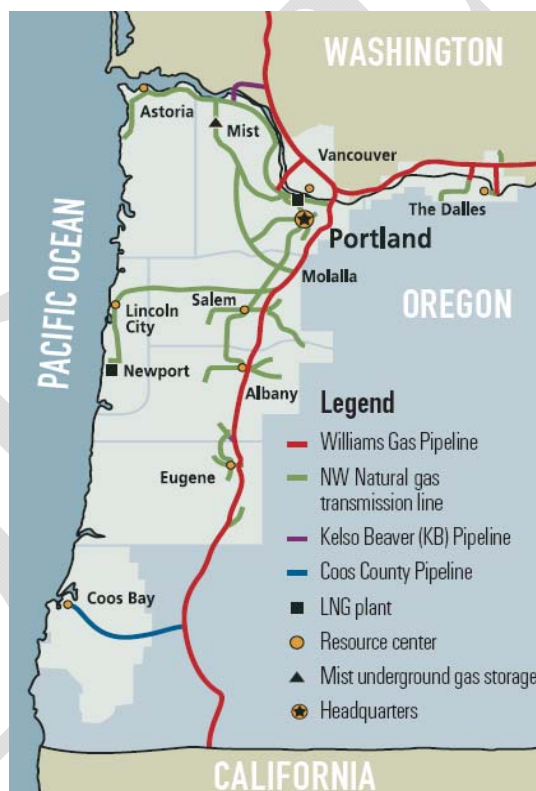 WASHINGTON
Astoria
Mist
Vancouver
The Dalles
Portland
Molalla
PACIFIC OCEAN
OREGON
Salem
Lincoln
City
Newport
Albany
Eugene
Coos Bay
Legend
Williams Gas Pipeline
NW Natural gas
transmission line
Kelso Beaver (KB) Pipeline
Coos County Pipeline
LNG plant
Resource center
Mist underground gas storage
Headquarters
CALIFORNIA